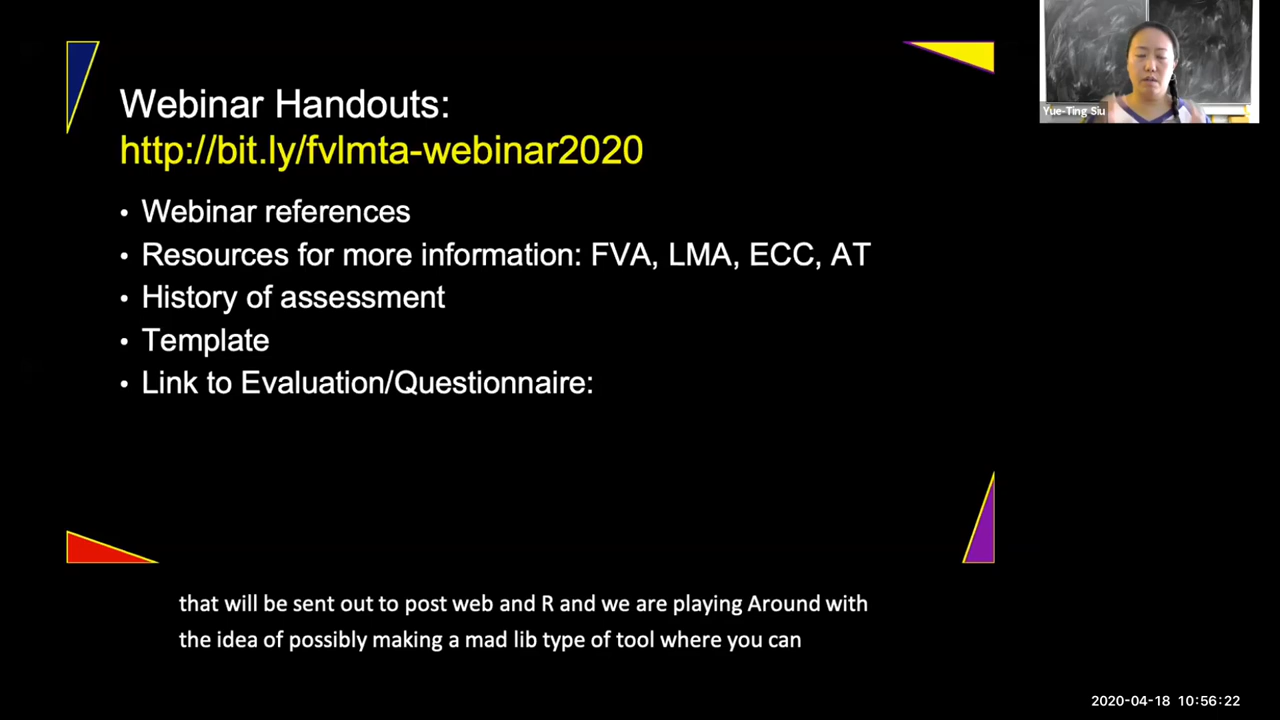 Webinar Handouts:
http://bit.ly/fvlmta-webinar2020
• Webinar references
• Resources for more information: FVA, LMA, ECC, AT
• History of assessment
• Template
• Link to Evaluation/Questionnaire:
Yue-Ting Siu
that will be sent out to post web and R and we are playing Around with
the idea of possibly making a mad lib type of tool where you can
2020-04-18 10:56:22